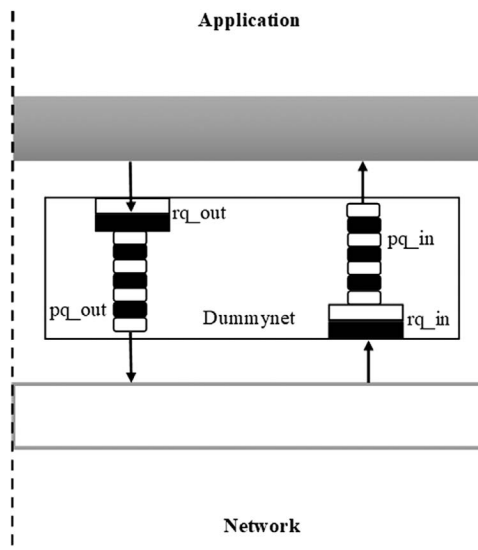 Application
rq_out
pq_in
pq_out
Dummynet
rq_in
Network